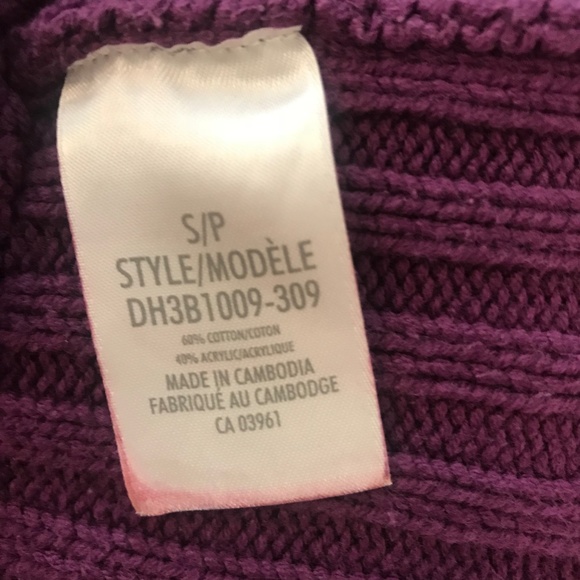 S/P
STYLE/MODÈLE
DH3B1009-309
60% COTTON/COTON
40% ACRYLIC/ACRYLIQUE
MADE IN CAMBODIA
FABRIQUÉ AU CAMBODGE
CA 03961